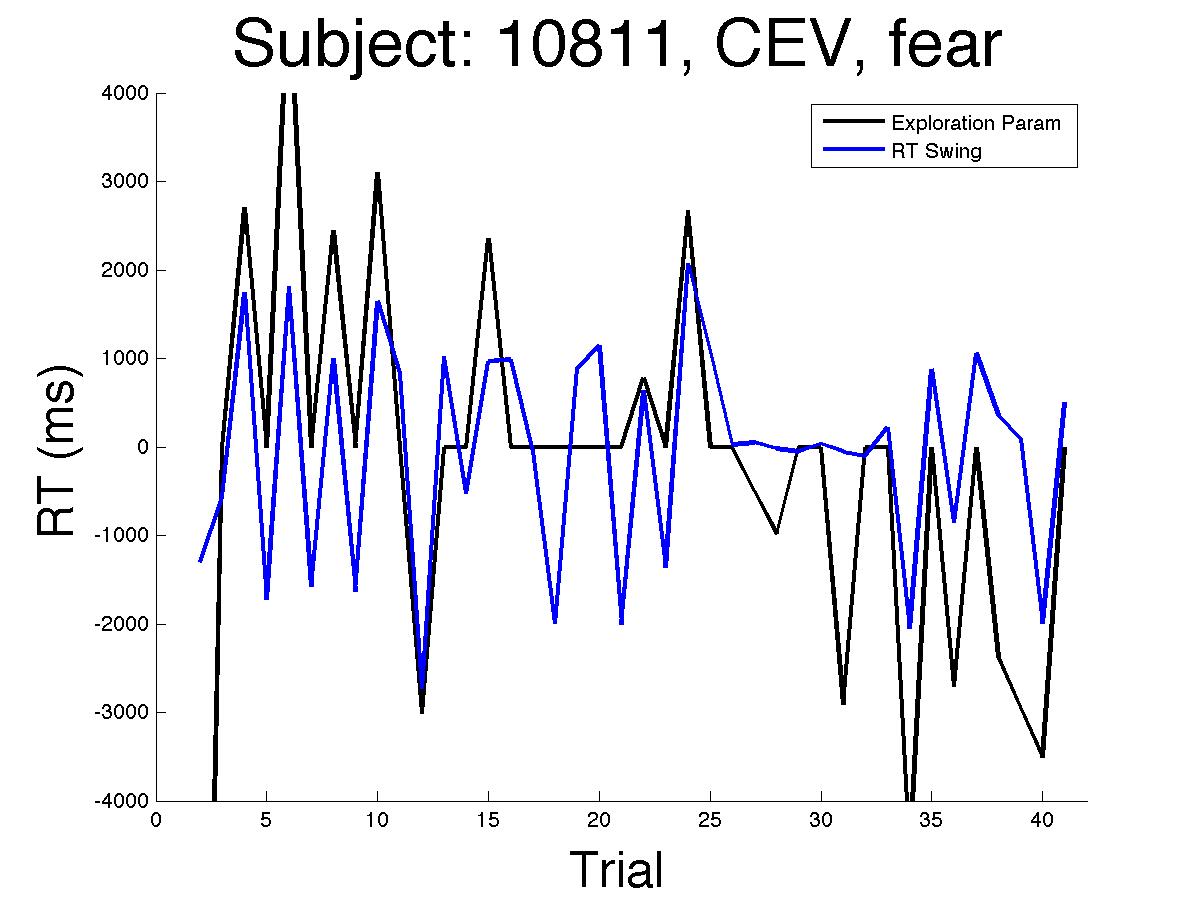 Subject: 10811, CEV, fear
4000
3000
2000
1000
0
-1000
-2000
-3000
-4000
RT (ms)
Exploration Param
RT Swing
0 5 10 15 20 25 30 35 40
Trial